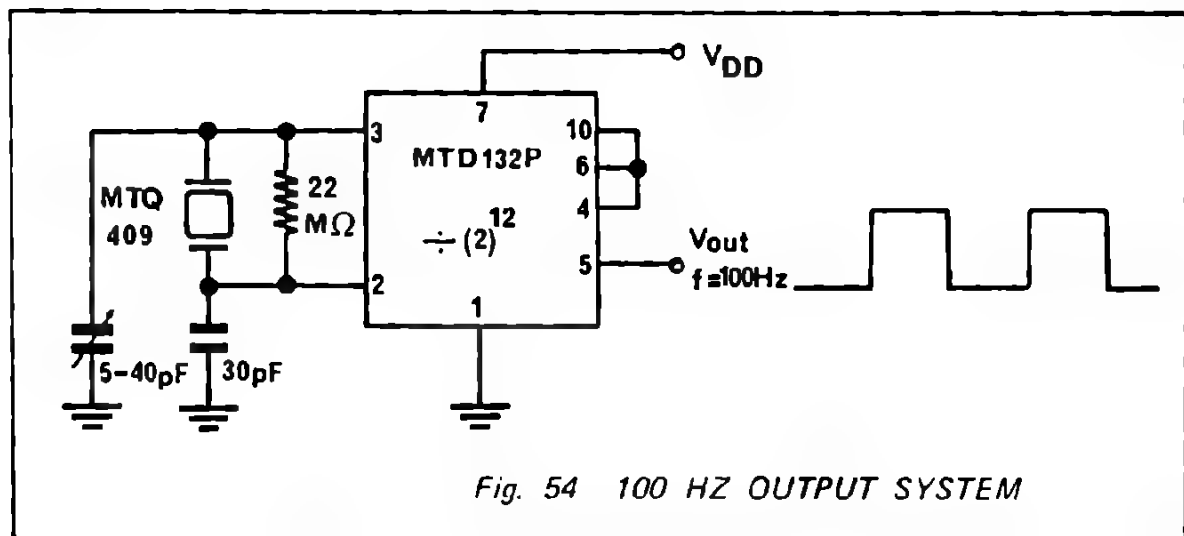 VDD
7
3
10
MTD132P
6
MTQ
409
22
MΩ
4
÷(2)12
Vout
5
f=100Hz
2
1
5-40pF
30pF
Fig. 54 100 HZ OUTPUT SYSTEM